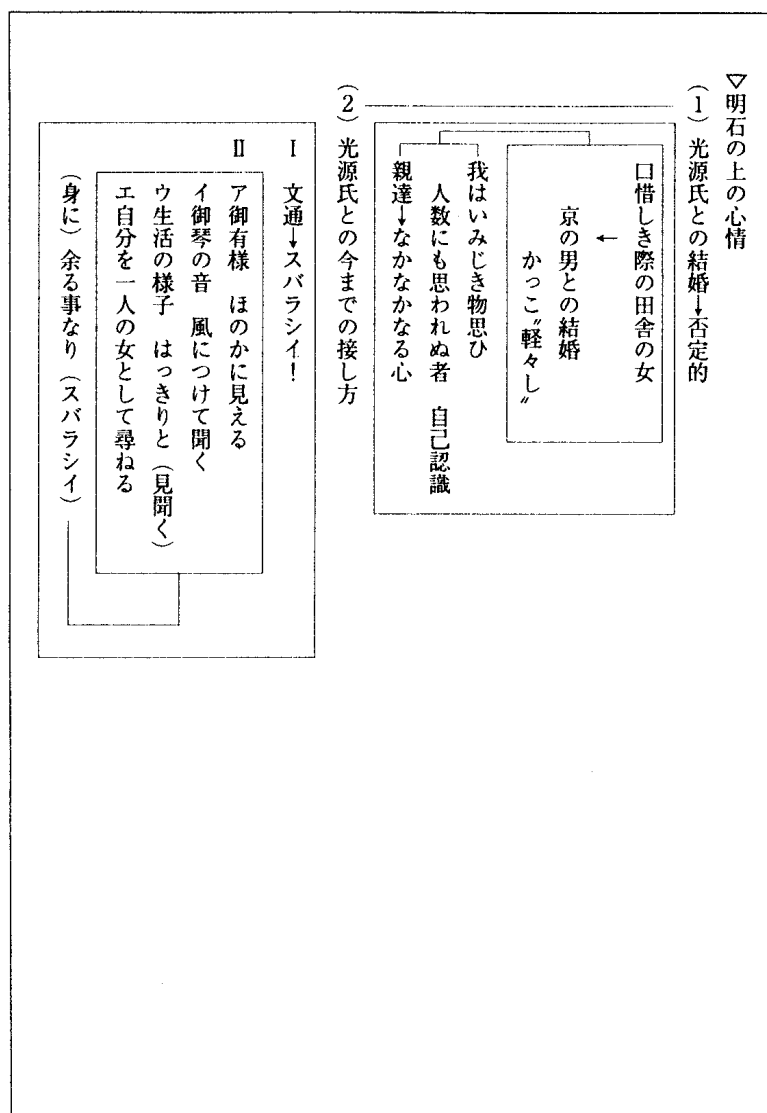 ▽明石の上の心情
(1) 光源氏との結婚→否定的
口惜しき際の田舎の女
←
京の男との結婚
かっこ〝軽々し〟
我はいみじき物思ひ
人数にも思われぬ者 自己認識
親達→なかなかなる心
(2) 光源氏との今までの接し方
I 文通→スバラシイ!
II
ア御有様 ほのかに見える
イ御琴の音 風につけて聞く
ウ生活の様子 はっきりと(見聞く)
エ自分を一人の女として尋ねる
(身に)余る事なり(スバラシイ)